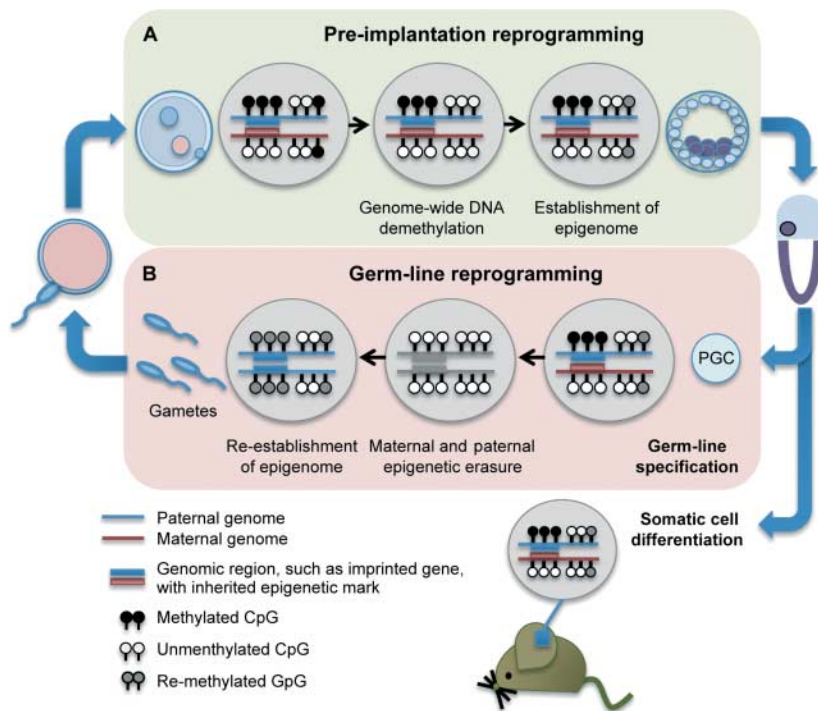 A
Pre-implantation reprogramming
Genome-wide DNA
demethylation
Establishment of
epigenome
B
Germ-line reprogramming
PGC
Gametes
Re-establishment
of epigenome
Maternal and paternal
epigenetic erasure
Germ-line
specification
Paternal genome
Maternal genome
Genomic region, such as imprinted gene,
with inherited epigenetic mark
Methylated CpG
Unmenthylated CpG
Re-methylated GpG
Somatic cell
differentiation